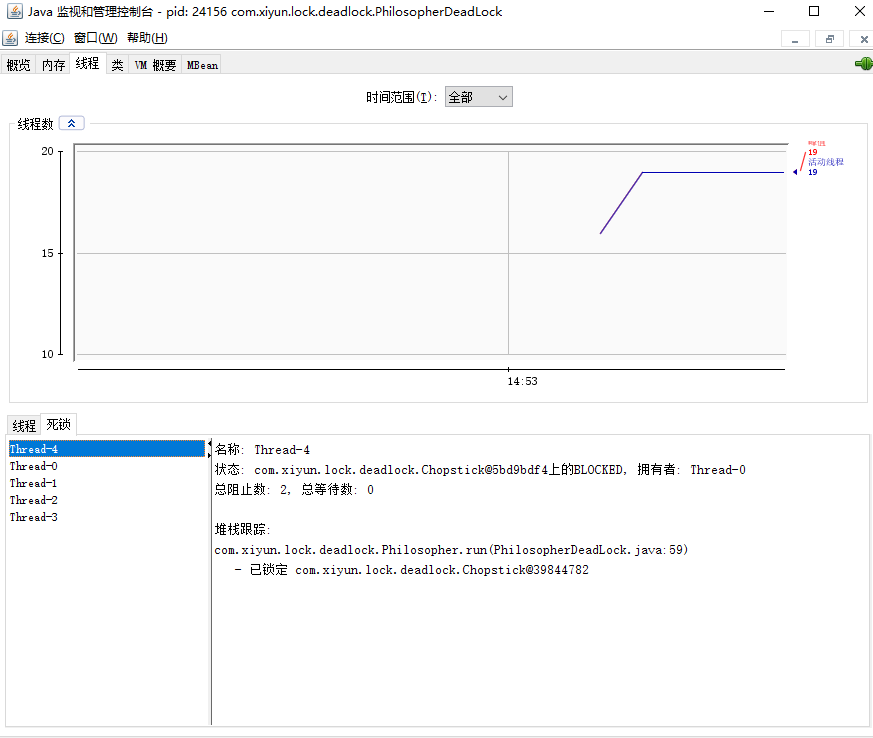 Java 监视和管理控制台 - pid: 24156 com.xiyun.lock.deadlock.PhilosopherDeadLock
连接(C) 窗口(W) 帮助(H)
概览 内存 线程 类 VM 概要 MBean
时间范围(T): 全部
线程数
20
15
10
14:53
19
活动线程
19
线程 死锁
Thread-4
Thread-0
Thread-1
Thread-2
Thread-3
名称: Thread-4
状态: com.xiyun.lock.deadlock.Chopstick@5bd9bdf4上的BLOCKED, 拥有者: Thread-0
总阻止数: 2, 总等待数: 0
堆栈跟踪:
com.xiyun.lock.deadlock.Philosopher.run(PhilosopherDeadLock.java:59)
- 已锁定 com.xiyun.lock.deadlock.Chopstick@39844782